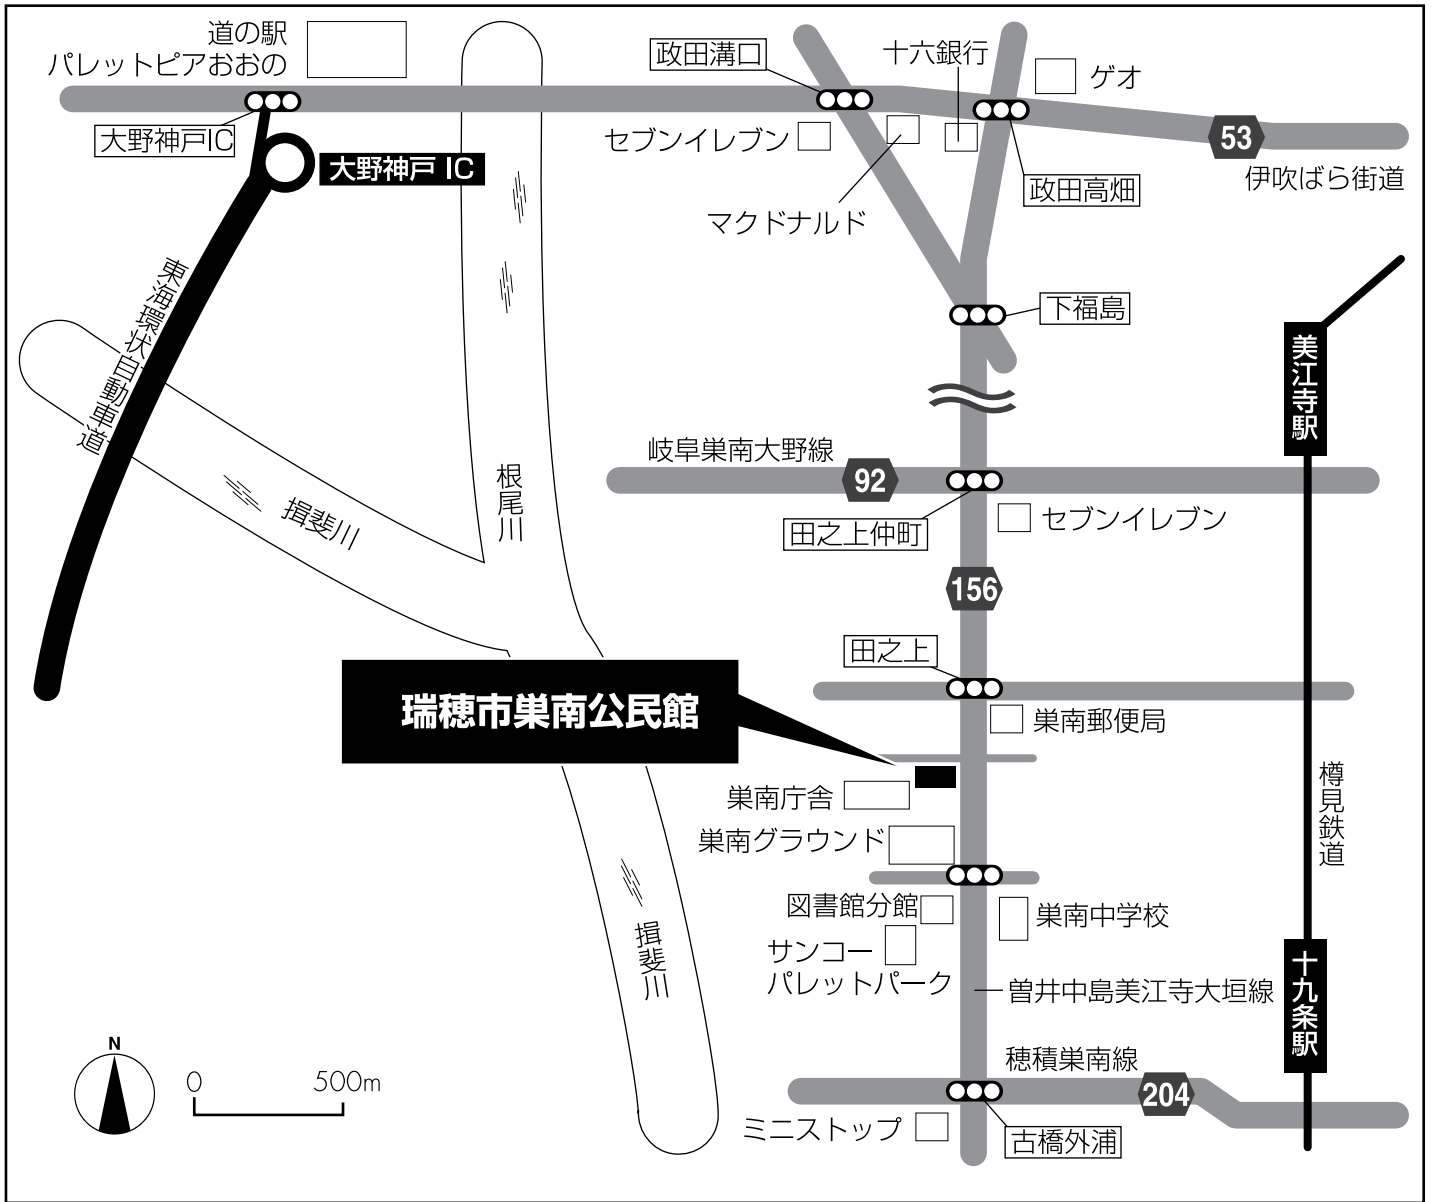 道の駅
パレットピアおおの
政田溝口
十六銀行
ゲオ
大野神戸IC
大野神戸 IC
セブンイレブン
マクドナルド
53
伊吹ばら街道
政田高畑
東海環状自動車道
下福島
美江寺駅
岐阜巣南大野線
92
根尾川
揖斐川
田之上仲町
セブンイレブン
156
田之上
瑞穂市巣南公民館
巣南郵便局
樽見鉄道
巣南庁舎
巣南グラウンド
図書館分館
巣南中学校
サンコー
パレットパーク
揖斐川
曽井中島美江寺大垣線
十九条駅
穂積巣南線
204
N
0
500m
ミニストップ
古橋外浦